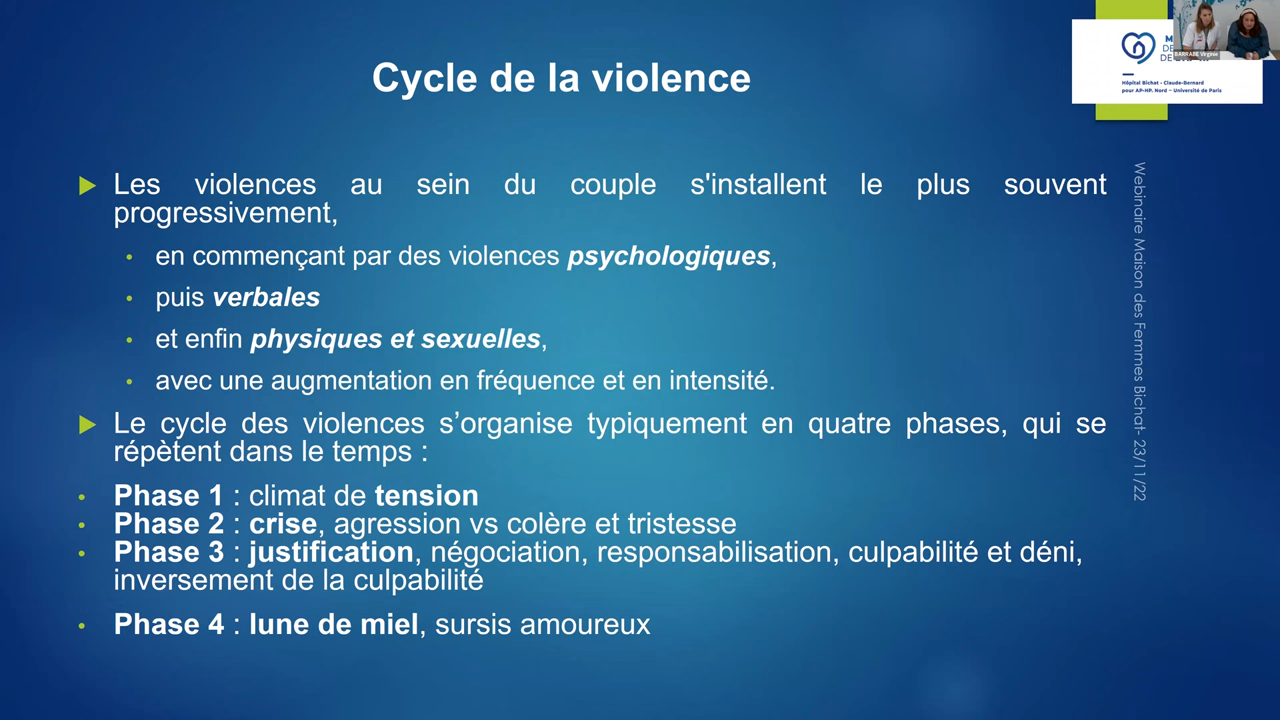 Cycle de la violence
Les violences au sein du couple s'installent le plus souvent
progressivement,
en commençant par des violences psychologiques,
puis verbales
et enfin physiques et sexuelles,
avec une augmentation en fréquence et en intensité.
Le cycle des violences s’organise typiquement en quatre phases, qui se
répètent dans le temps :
Phase 1 : climat de tension
Phase 2 : crise, agression vs colère et tristesse
Phase 3 : justification, négociation, responsabilisation, culpabilité et déni,
inversement de la culpabilité
Phase 4 : lune de miel, sursis amoureux
BARRABE Virginie
Hôpital Bichat - Claude-Bernard
pour AP-HP. Nord – Université de Paris
Webinaire Maison des Femmes Bichat- 23/11/22